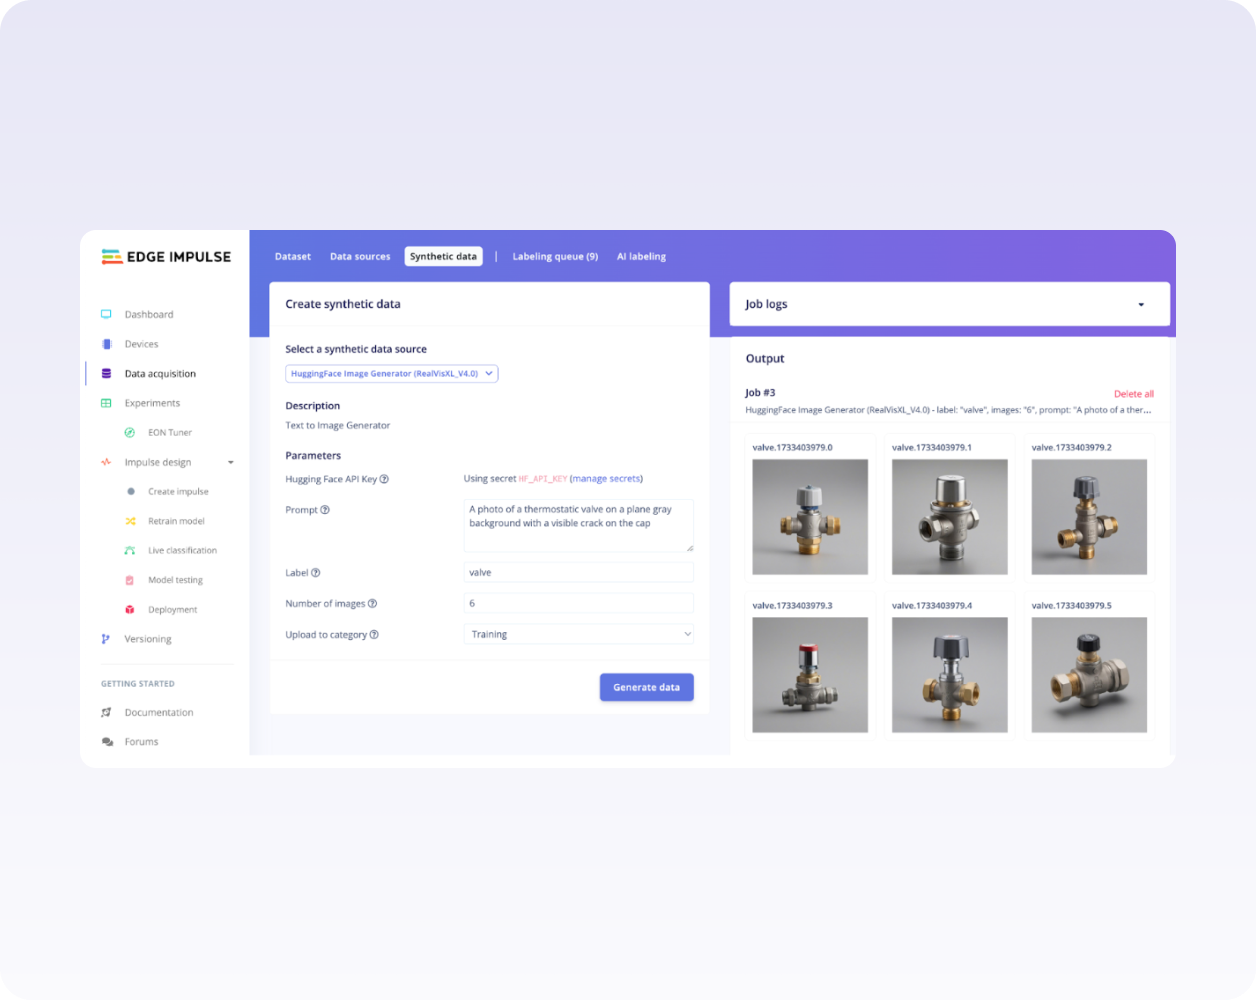 EDGE IMPULSE
Dashboard
Devices
Data acquisition
Experiments
EON Tuner
Impulse design
Create impulse
Retrain model
Live classification
Model testing
Deployment
Versioning
GETTING STARTED
Documentation
Forums
Dataset Data sources Synthetic data | Labeling queue (9) AI labeling
Create synthetic data
Select a synthetic data source
HuggingFace Image Generator (RealVisXL_V4.0)
Description
Text to Image Generator
Parameters
Hugging Face API Key ? Using secret HF_API_KEY (manage secrets)
Prompt ? A photo of a thermostatic valve on a plane gray
background with a visible crack on the cap
Label ? valve
Number of images ? 6
Upload to category ? Training
Generate data
Job logs
Output
Job #3 Delete all
HuggingFace Image Generator (RealVisXL_V4.0) - label: "valve", images: "6", prompt: "A photo of a ther...
valve.1733403979.0 valve.1733403979.1 valve.1733403979.2
valve.1733403979.3 valve.1733403979.4 valve.1733403979.5